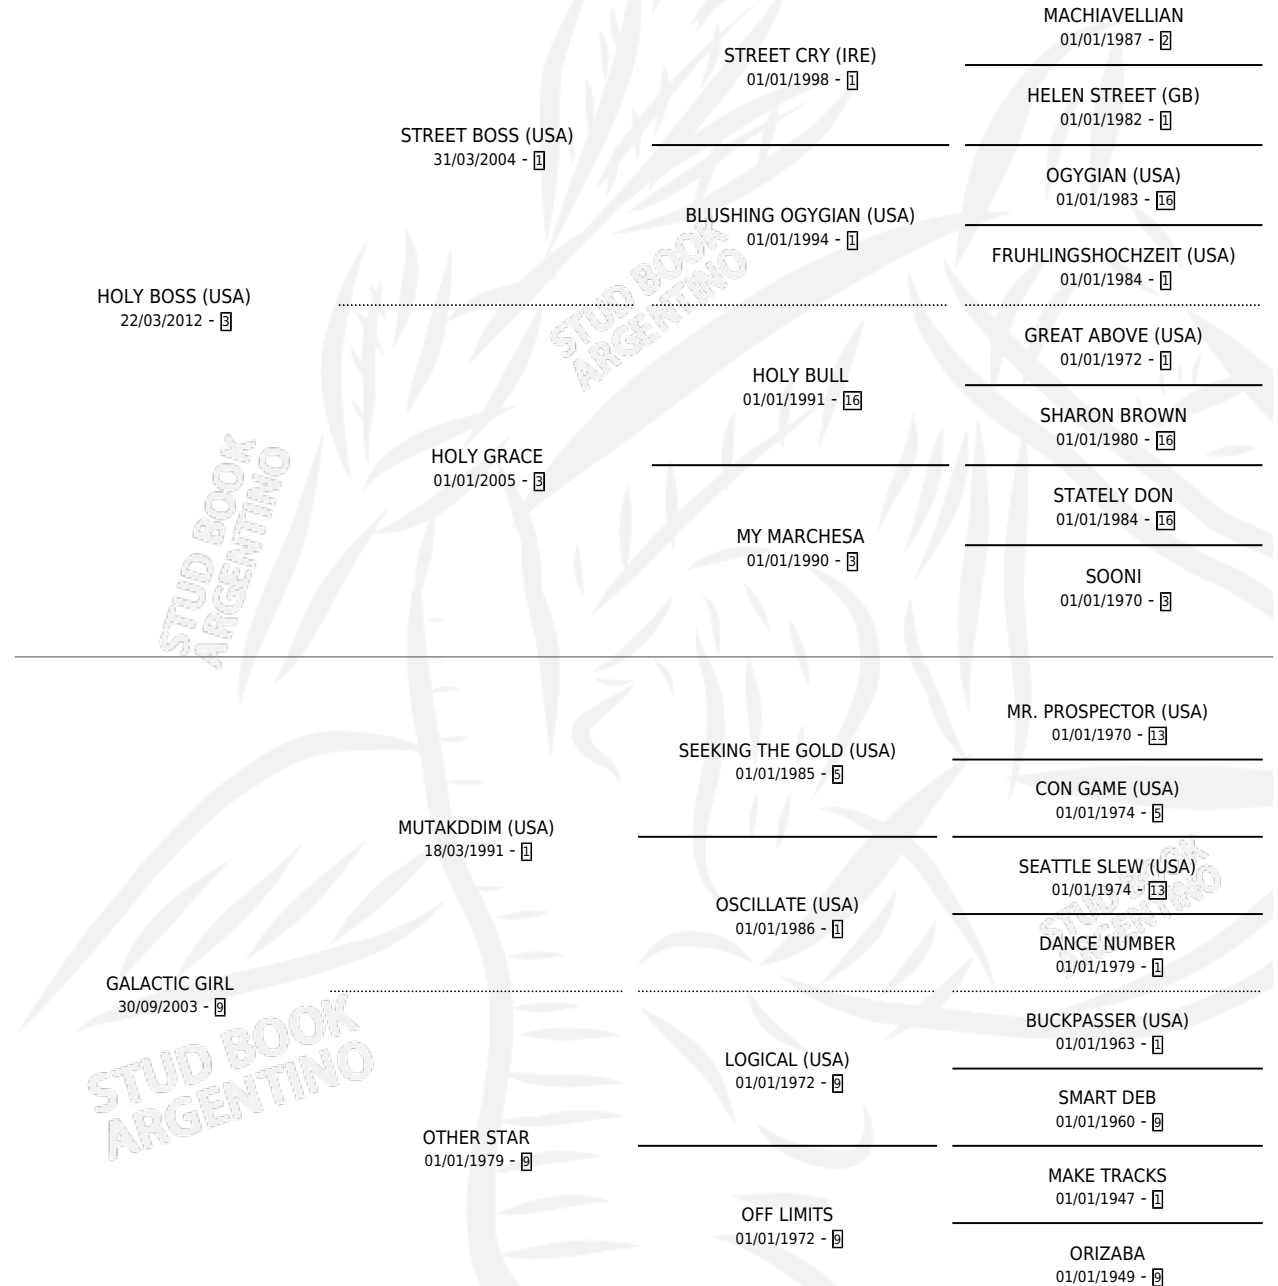 MACHIAVELLIAN
01/01/1987 - 2
STREET CRY (IRE)
01/01/1998 - 1
HELEN STREET (GB)
01/01/1982 - 1
STREET BOSS (USA)
31/03/2004 - 1
OGYGIAN (USA)
01/01/1983 - 16
BLUSHING OGYGIAN (USA)
01/01/1994 - 1
FRUHLINGSHOCHZEIT (USA)
01/01/1984 - 1
HOLY BOSS (USA)
22/03/2012 - 3
GREAT ABOVE (USA)
01/01/1972 - 1
HOLY BULL
01/01/1991 - 16
SHARON BROWN
01/01/1980 - 16
HOLY GRACE
01/01/2005 - 3
STATELY DON
01/01/1984 - 16
MY MARCHESA
01/01/1990 - 3
SOONI
01/01/1970 - 3
MR. PROSPECTOR (USA)
01/01/1970 - 13
SEEKING THE GOLD (USA)
01/01/1985 - 5
CON GAME (USA)
01/01/1974 - 5
MUTAKDDIM (USA)
18/03/1991 - 1
SEATTLE SLEW (USA)
01/01/1974 - 13
OSCILLATE (USA)
01/01/1986 - 1
DANCE NUMBER
01/01/1979 - 1
GALACTIC GIRL
30/09/2003 - 9
BUCKPASSER (USA)
01/01/1963 - 1
LOGICAL (USA)
01/01/1972 - 9
SMART DEB
01/01/1960 - 9
OTHER STAR
01/01/1979 - 9
MAKE TRACKS
01/01/1947 - 1
OFF LIMITS
01/01/1972 - 9
ORIZABA
01/01/1949 - 9
STUD BOOK
ARGENTINO
STUD BOOK
ARGENTINO
STUD BOOK
ARGENTINO
STUD BOOK
ARGENTINO